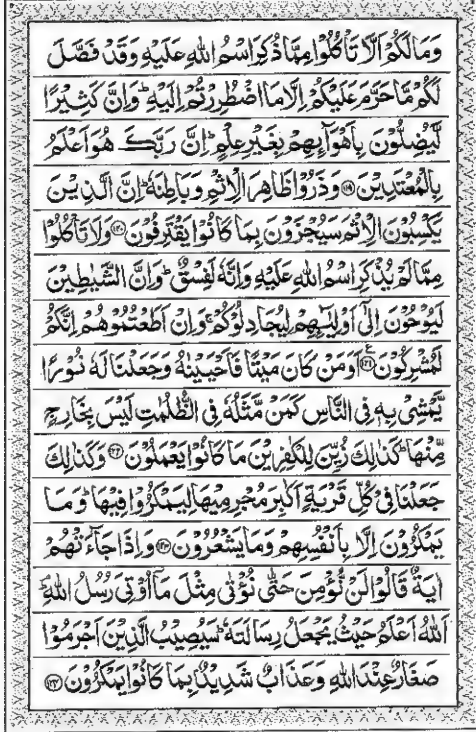 وَمَا لَكُمْ اَلَّا تَاْكُلُوْا مِمَّا ذُكِرَ اسْمُ اللّٰهِ عَلَيْهِ وَقَدْ فَصَّلَ
لَكُمْ مَّا حَرَّمَ عَلَيْكُمْ اِلَّا مَا اضْطُرِرْتُمْ اِلَيْهِ ؕ وَاِنَّ كَثِيْرًا
لَّيُضِلُّوْنَ بِاَهْوَآىِٕهِمْ بِغَيْرِ عِلْمٍ ؕ اِنَّ رَبَّكَ هُوَ اَعْلَمُ
بِالْمُعْتَدِيْنَ ﴿۱۱۹﴾ وَذَرُوْا ظَاهِرَ الْاِثْمِ وَبَاطِنَهٗ ؕ اِنَّ الَّذِيْنَ
يَكْسِبُوْنَ الْاِثْمَ سَيُجْزَوْنَ بِمَا كَانُوْا يَقْتَرِفُوْنَ ﴿۱۲۰﴾ وَلَا تَاْكُلُوْا
مِمَّا لَمْ يُذْكَرِ اسْمُ اللّٰهِ عَلَيْهِ وَاِنَّهٗ لَفِسْقٌ ؕ وَاِنَّ الشَّيٰطِيْنَ
لَيُوْحُوْنَ اِلٰٓى اَوْلِيٰٓـِٕهِمْ لِيُجَادِلُوْكُمْ ۚ وَاِنْ اَطَعْتُمُوْهُمْ اِنَّكُمْ
لَمُشْرِكُوْنَ ﴿۱۲۱﴾ ع اَوَمَنْ كَانَ مَيْتًا فَاَحْيَيْنٰهُ وَجَعَلْنَا لَهٗ نُوْرًا
يَّمْشِىْ بِهٖ فِى النَّاسِ كَمَنْ مَّثَلُهٗ فِى الظُّلُمٰتِ لَيْسَ بِخَارِجٍ
مِّنْهَا ؕ كَذٰلِكَ زُيِّنَ لِلْكٰفِرِيْنَ مَا كَانُوْا يَعْمَلُوْنَ ﴿۱۲۲﴾ وَكَذٰلِكَ
جَعَلْنَا فِىْ كُلِّ قَرْيَةٍ اَكٰبِرَ مُجْرِمِيْهَا لِيَمْكُرُوْا فِيْهَا ؕ وَمَا
يَمْكُرُوْنَ اِلَّا بِاَنْفُسِهِمْ وَمَا يَشْعُرُوْنَ ﴿۱۲۳﴾ وَاِذَا جَآءَتْهُمْ
اٰيَةٌ قَالُوْا لَنْ نُّؤْمِنَ حَتّٰى نُؤْتٰى مِثْلَ مَآ اُوْتِىَ رُسُلُ اللّٰهِ ؔۘ
اَللّٰهُ اَعْلَمُ حَيْثُ يَجْعَلُ رِسَالَتَهٗ ؕ سَيُصِيْبُ الَّذِيْنَ اَجْرَمُوْا
صَغَارٌ عِنْدَ اللّٰهِ وَعَذَابٌ شَدِيْدٌۢ بِمَا كَانُوْا يَمْكُرُوْنَ ﴿۱۲۴﴾